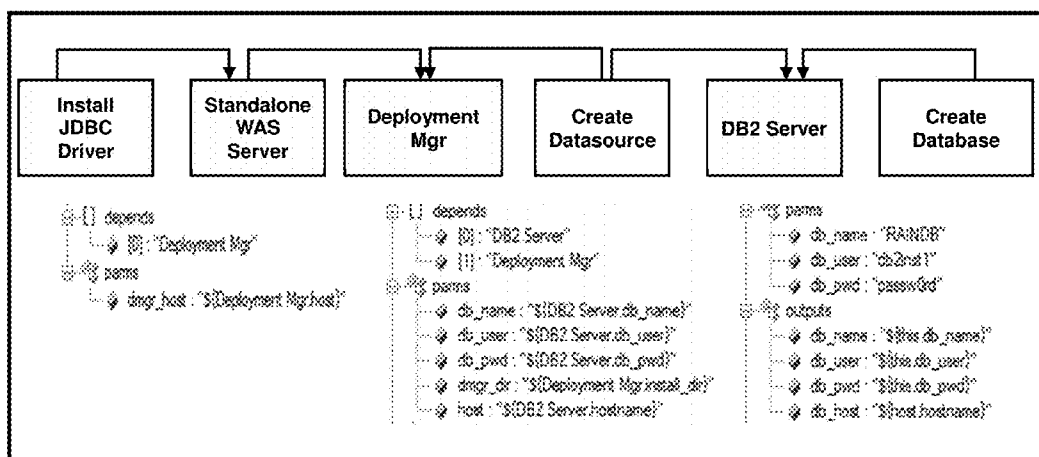 Install
JDBC
Driver
Standalone
WAS
Server
Deployment
Mgr
Create
Datasource
DB2 Server
Create
Database
[] depends
[0] : "Deployment Mgr"
parms
dmgr_host : "${Deployment Mgr.host}"
[] depends
[0] : "DB2 Server"
[1] : "Deployment Mgr"
parms
db_name : "${DB2 Server.db_name}"
db_user : "${DB2 Server.db_user}"
db_pwd : "${DB2 Server.db_pwd}"
dmgr_dir : "${Deployment Mgr.install_dir}"
host : "${DB2 Server.hostname}"
parms
db_name : "RAINDB"
db_user : "db2inst1"
db_pwd : "passw0rd"
outputs
db_name : "${this.db_name}"
db_user : "${this.db_user}"
db_pwd : "${this.db_pwd}"
db_host : "${host.hostname}"